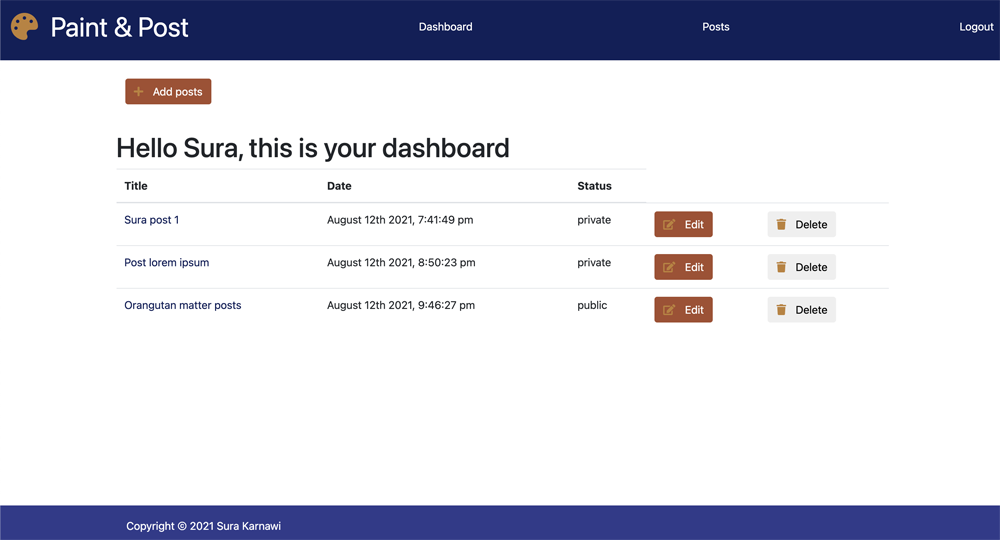 Paint & Post Dashboard Posts Logout
Add posts
Hello Sura, this is your dashboard
Title Date Status
Sura post 1 August 12th 2021, 7:41:49 pm private Edit Delete
Post lorem ipsum August 12th 2021, 8:50:23 pm private Edit Delete
Orangutan matter posts August 12th 2021, 9:46:27 pm public Edit Delete
Copyright © 2021 Sura Karnawi